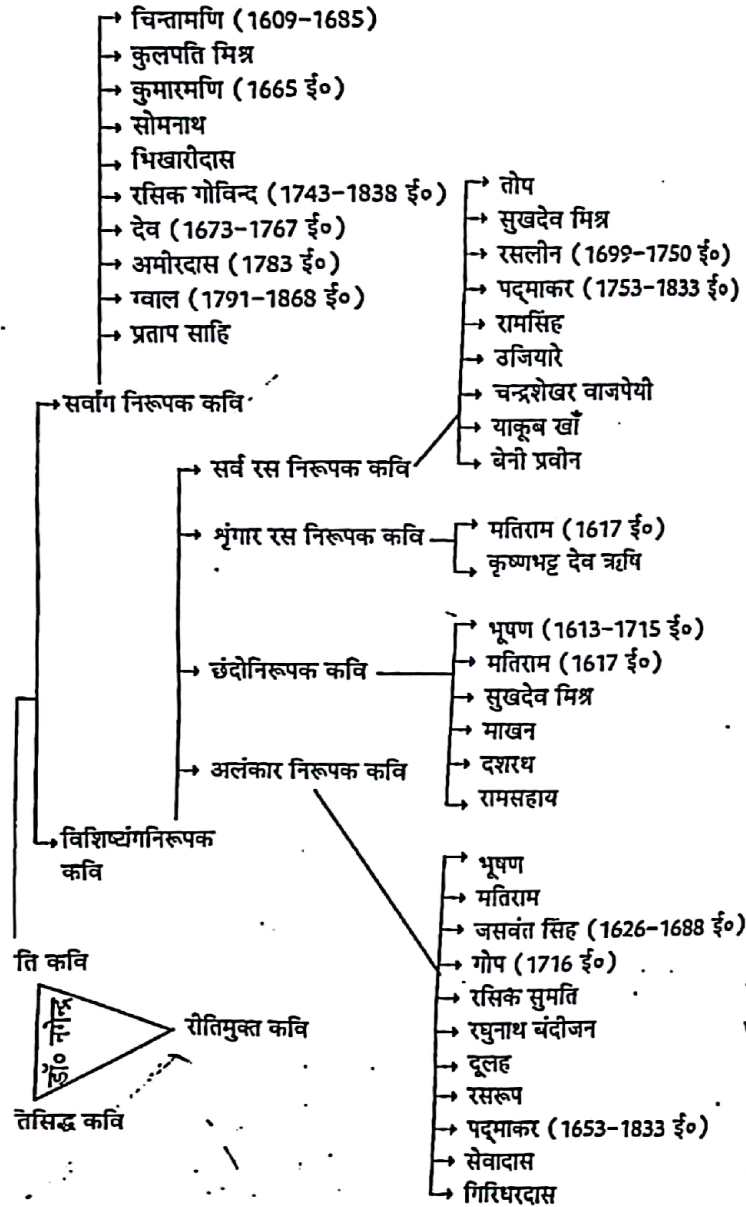 चिन्तामणि (1609-1685)
कुलपति मिश्र
कुमारमणि (1665 ई०)
सोमनाथ
भिखारीदास
रसिक गोविन्द (1743-1838 ई०)
देव (1673-1767 ई०)
अमीरदास (1783 ई०)
ग्वाल (1791-1868 ई०)
प्रताप साहि
सर्वांग निरूपक कवि
तोप
सुखदेव मिश्र
रसलीन (1699-1750 ई०)
पद्माकर (1753-1833 ई०)
रामसिंह
उजियारे
चन्द्रशेखर वाजपेयी
याकूब खाँ
बेनी प्रवीन
सर्व रस निरूपक कवि
शृंगार रस निरूपक कवि
मतिराम (1617 ई०)
कृष्णभट्ट देव ऋषि
छंदोनिरूपक कवि
भूषण (1613-1715 ई०)
मतिराम (1617 ई०)
सुखदेव मिश्र
माखन
दशरथ
रामसहाय
अलंकार निरूपक कवि
विशिष्यंगनिरूपक
कवि
भूषण
मतिराम
जसवंत सिंह (1626-1688 ई०)
गोप (1716 ई०)
रसिक सुमति
रघुनाथ बंदीजन
दूलह
रसरूप
पद्माकर (1653-1833 ई०)
सेवादास
गिरिधरदास
ति कवि
डॉ० नगेन्द्र
रीतिमुक्त कवि
तिसिद्ध कवि